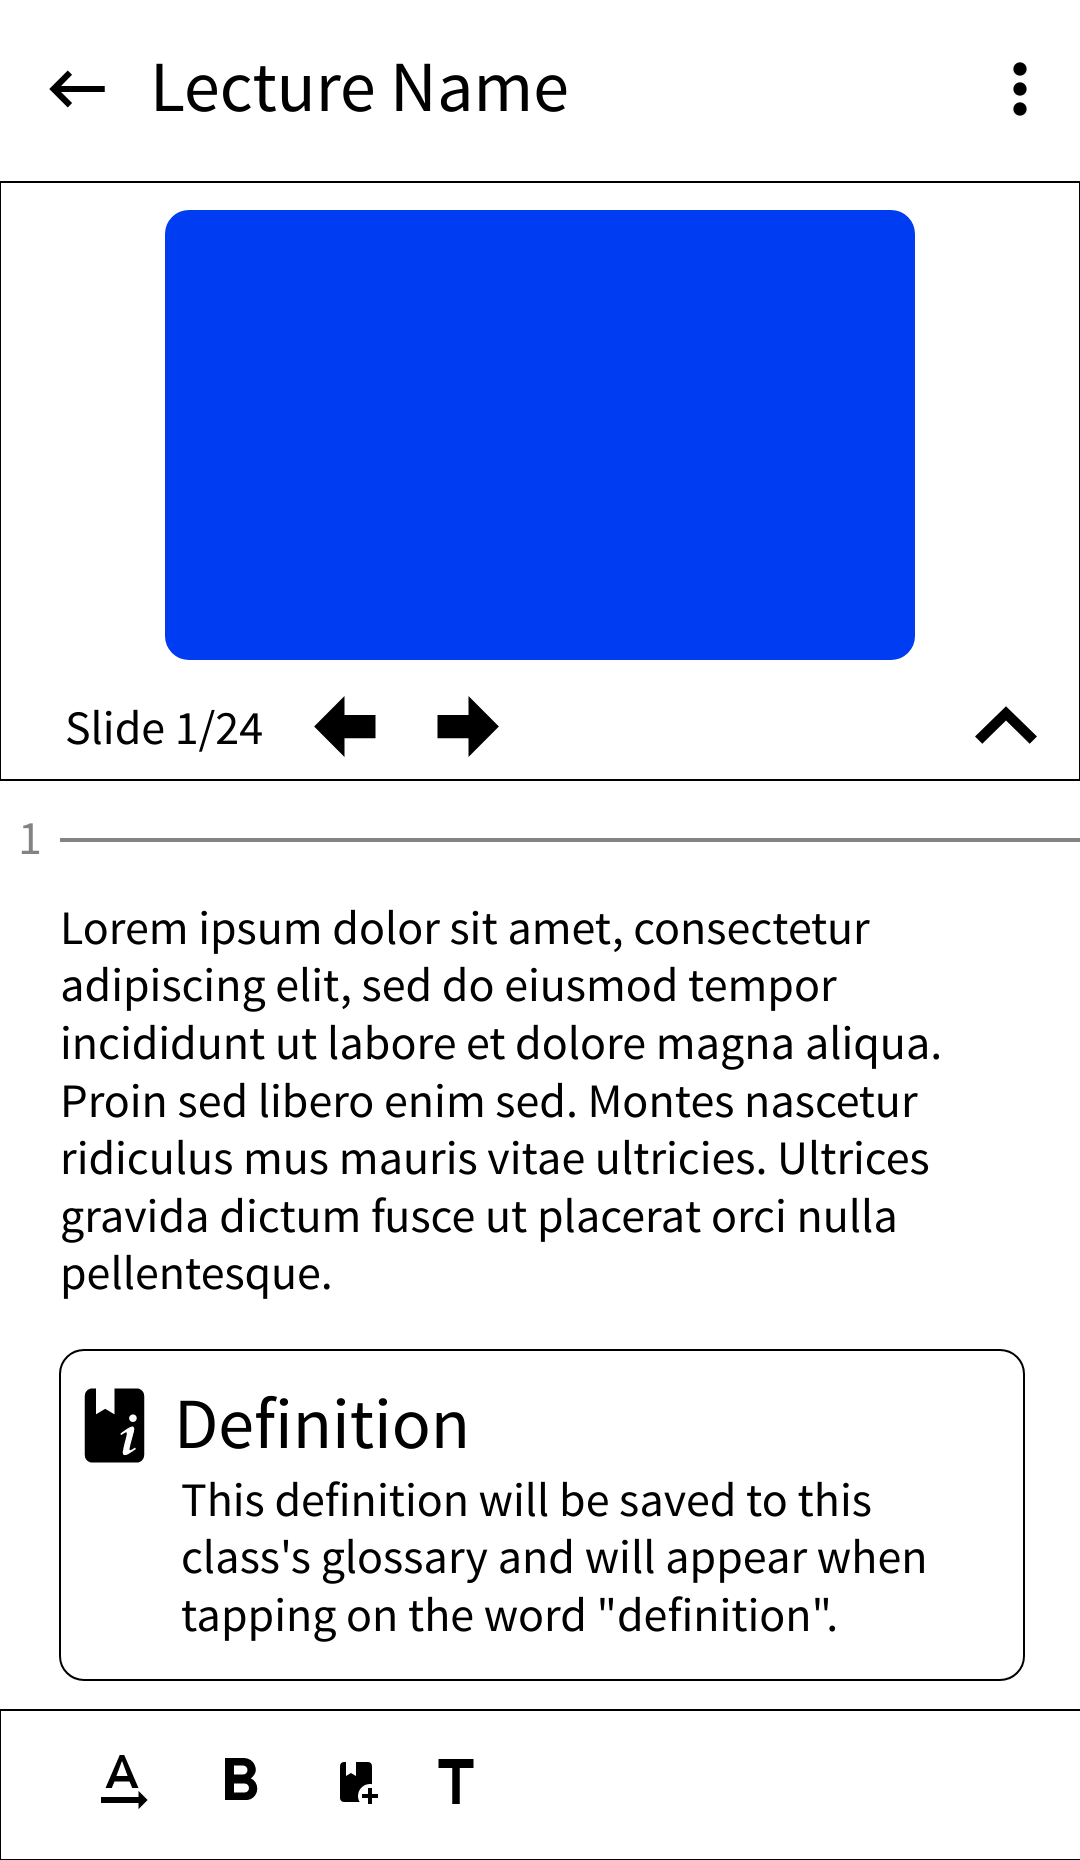 Lecture Name
Slide 1/24
1
Lorem ipsum dolor sit amet, consectetur
adipiscing elit, sed do eiusmod tempor
incididunt ut labore et dolore magna aliqua.
Proin sed libero enim sed. Montes nascetur
ridiculus mus mauris vitae ultricies. Ultrices
gravida dictum fusce ut placerat orci nulla
pellentesque.
Definition
This definition will be saved to this
class's glossary and will appear when
tapping on the word "definition".
A B T